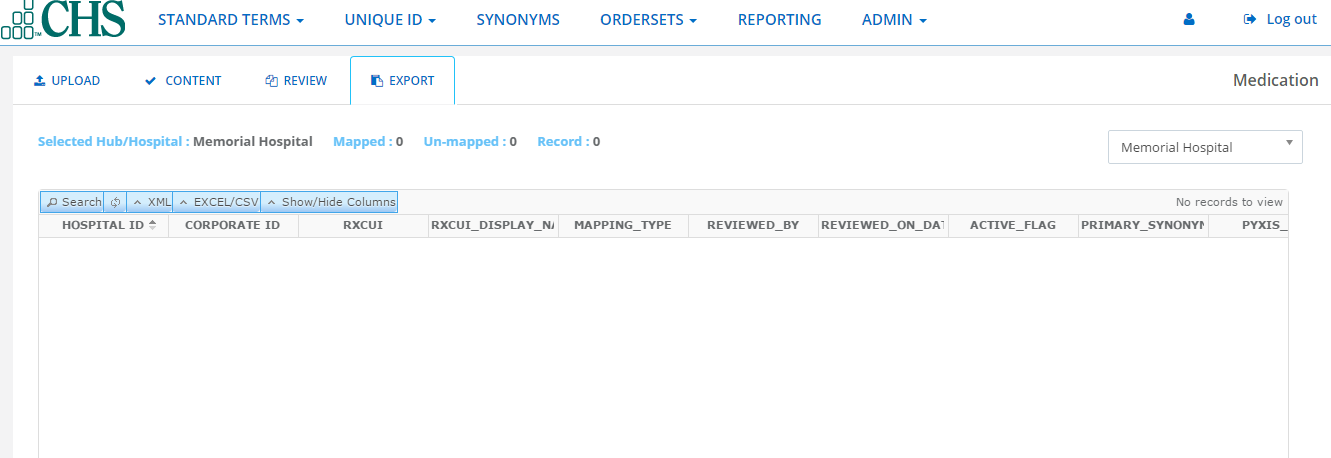 CHS STANDARD TERMS UNIQUE ID SYNONYMS ORDERSETS REPORTING ADMIN Log out
TM
UPLOAD CONTENT REVIEW EXPORT Medication
Selected Hub/Hospital : Memorial Hospital Mapped : 0 Un-mapped : 0 Record : 0
Memorial Hospital
Search XML EXCEL/CSV Show/Hide Columns No records to view
HOSPITAL ID CORPORATE ID RXCUI RXCUI_DISPLAY_NA MAPPING_TYPE REVIEWED_BY REVIEWED_ON_DAT ACTIVE_FLAG PRIMARY_SYNONYM PYXIS_